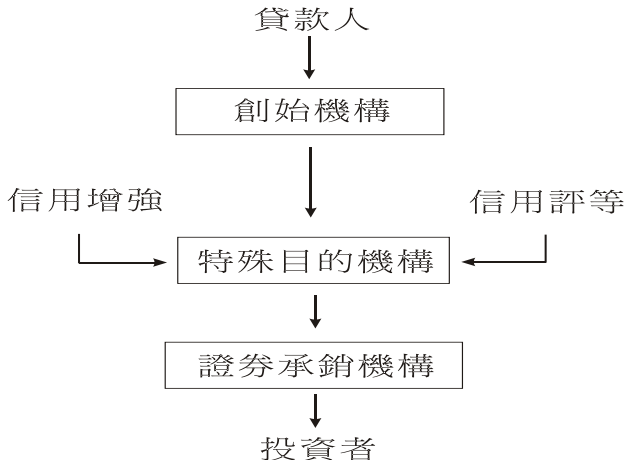 貸款人
創始機構
信用增強
信用評等
特殊目的機構
證券承銷機構
投資者